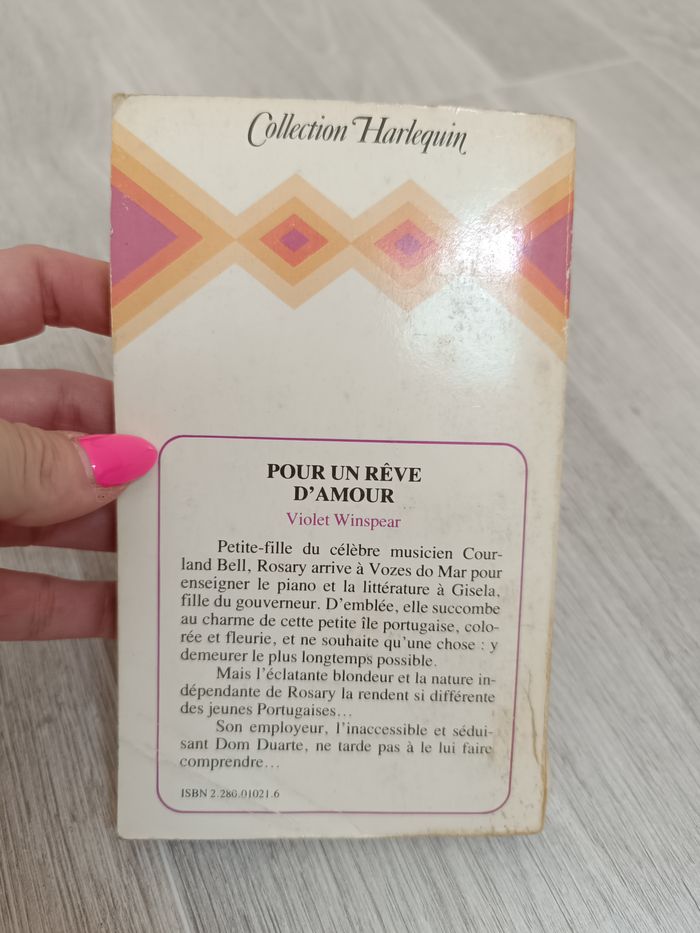 Collection Harlequin
POUR UN RÊVE
D'AMOUR
Violet Winspear
Petite-fille du célèbre musicien Cour-
land Bell, Rosary arrive à Vozes do Mar pour
enseigner le piano et la littérature à Gisela,
fille du gouverneur. D'emblée, elle succombe
au charme de cette petite île portugaise, colo-
rée et fleurie, et ne souhaite qu'une chose : y
demeurer le plus longtemps possible.
Mais l'éclatante blondeur et la nature in-
dépendante de Rosary la rendent si différente
des jeunes Portugaises...
Son employeur, l'inaccessible et sédui-
sant Dom Duarte, ne tarde pas à le lui faire
comprendre...
ISBN 2.280.01021.6